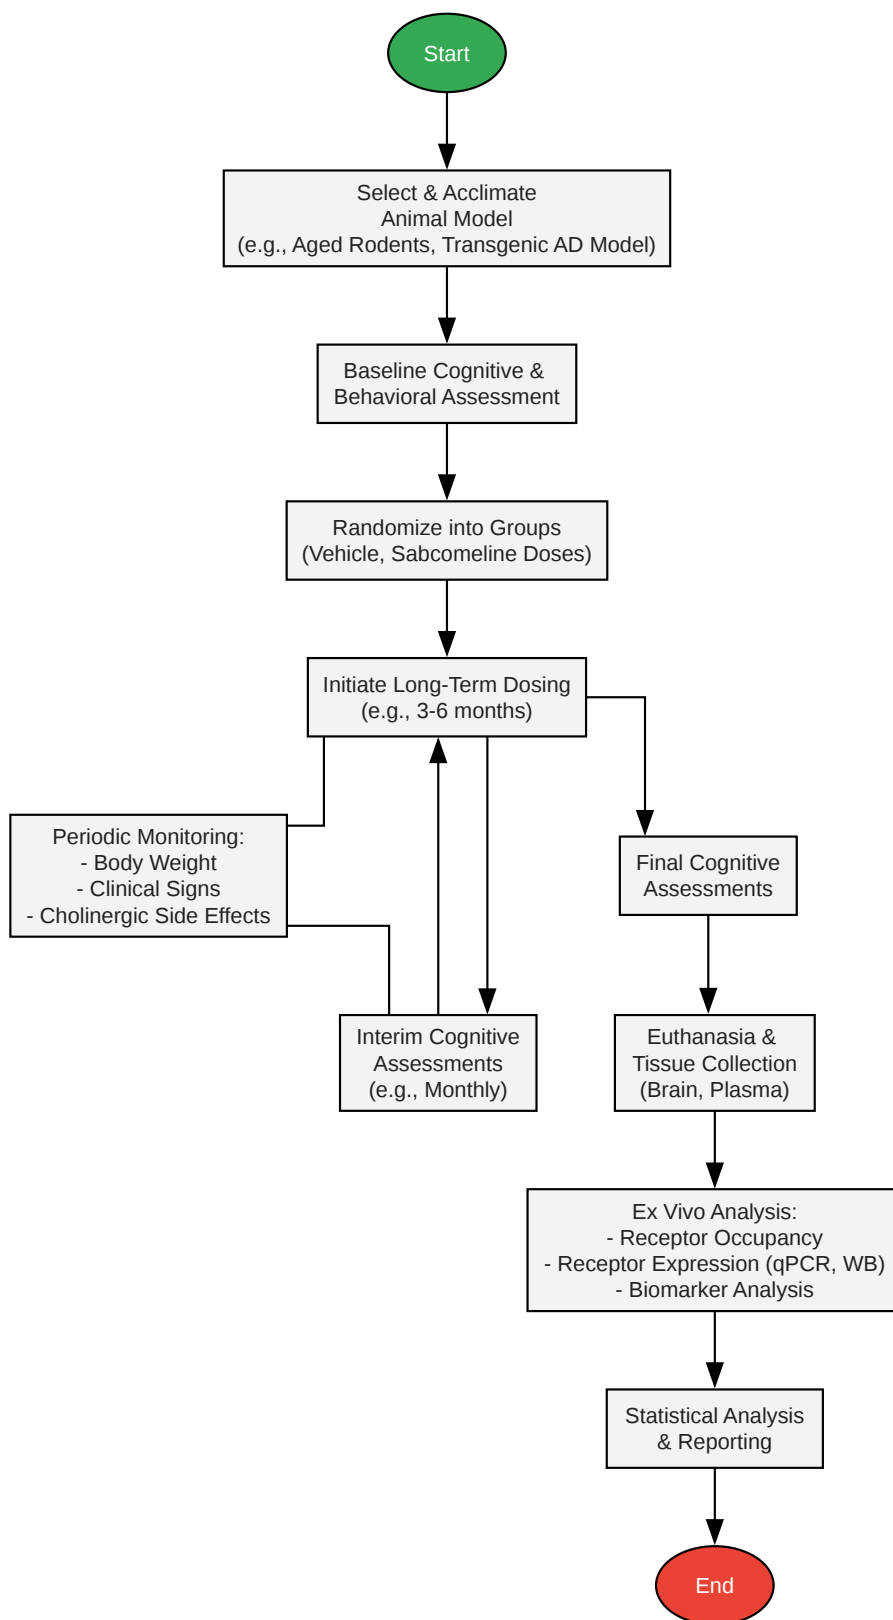 Start
Select & Acclimate
Animal Model
(e.g., Aged Rodents, Transgenic AD Model)
Baseline Cognitive &
Behavioral Assessment
Randomize into Groups
(Vehicle, Sabcomeline Doses)
Initiate Long-Term Dosing
(e.g., 3-6 months)
Periodic Monitoring:
- Body Weight
- Clinical Signs
- Cholinergic Side Effects
Interim Cognitive
Assessments
(e.g., Monthly)
Final Cognitive
Assessments
Euthanasia &
Tissue Collection
(Brain, Plasma)
Ex Vivo Analysis:
- Receptor Occupancy
- Receptor Expression (qPCR, WB)
- Biomarker Analysis
Statistical Analysis
& Reporting
End